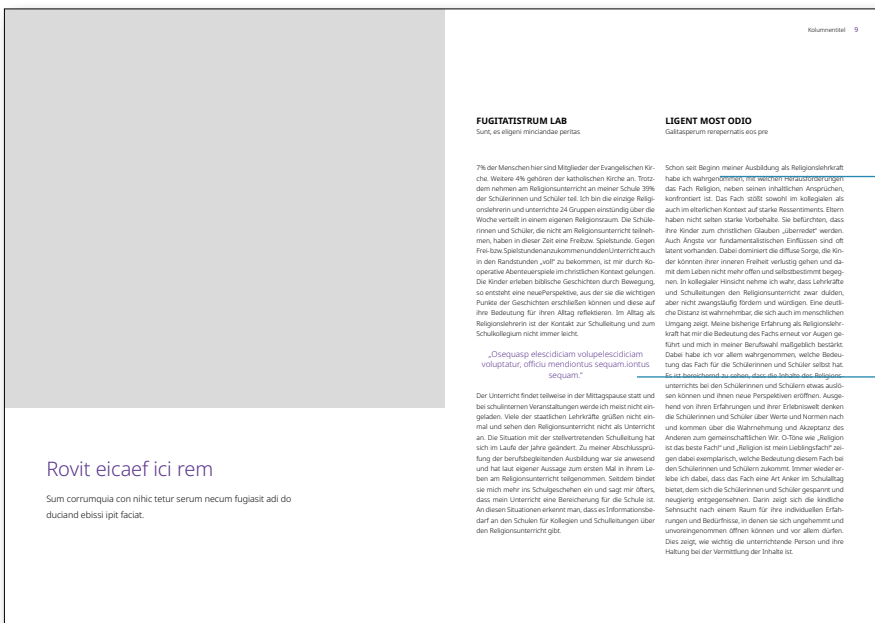 Kolumnentitel 9
Rovit eicaef ici rem
Sum corrumquia con nihic tetur serum necum fugiasit adi do
duciand ebissi ipit faciat.
FUGITATISTRUM LAB
Sunt, es eligeni minciandae peritas
7% der Menschen hier sind Mitglieder der Evangelischen Kir-
che. Weitere 4% gehören der katholischen Kirche an. Trotz-
dem nehmen am Religionsunterricht an meiner Schule 39%
der Schülerinnen und Schüler teil. Ich bin die einzige Religi-
onslehrerin und unterrichte 24 Gruppen einstündig über die
Woche verteilt in einem eigenen Religionsraum. Die Schüle-
rinnen und Schüler, die nicht am Religionsunterricht teilneh-
men, haben in dieser Zeit eine Freibzw. Spielstunde. Gegen
Frei- bzw. Spielstunden anzukommen und den Unterricht auch
in den Randstunden „voll“ zu bekommen, ist mir durch Ko-
operative Abenteuerspiele im christlichen Kontext gelungen.
Die Kinder erleben biblische Geschichten durch Bewegung,
so entsteht eine neuePerspektive, aus der sie die wichtigen
Punkte der Geschichten erschließen können und diese auf
ihre Bedeutung für ihren Alltag reflektieren. Im Alltag als
Religionslehrerin ist der Kontakt zur Schulleitung und zum
Schulkollegium nicht immer leicht.
„Osequasp elescidiciam volupelescidiciam
voluptatur, officiu mendiontus sequam.iontus
sequam.“
Der Unterricht findet teilweise in der Mittagspause statt und
bei schulinternen Veranstaltungen werde ich meist nicht ein-
geladen. Viele der staatlichen Lehrkräfte grüßen nicht ein-
mal und sehen den Religionsunterricht nicht als Unterricht
an. Die Situation mit der stellvertretenden Schulleitung hat
sich im Laufe der Jahre geändert. Zu meiner Abschlussprü-
fung der berufsbegleitenden Ausbildung war sie anwesend
und hat laut eigener Aussage zum ersten Mal in ihrem Le-
ben am Religionsunterricht teilgenommen. Seitdem bindet
sie mich mehr ins Schulgeschehen ein und sagt mir öfters,
dass mein Unterricht eine Bereicherung für die Schule ist.
An diesen Situationen erkennt man, dass es Informationsbe-
darf an den Schulen für Kollegien und Schulleitungen über
den Religionsunterricht gibt.
LIGENT MOST ODIO
Galitasperum rerepernatis eos pre
Schon seit Beginn meiner Ausbildung als Religionslehrkraft
habe ich wahrgenommen, mit welchen Herausforderungen
das Fach Religion, neben seinen inhaltlichen Ansprüchen,
konfrontiert ist. Das Fach stößt sowohl im kollegialen als
auch im elterlichen Kontext auf starke Ressentiments. Eltern
haben nicht selten starke Vorbehalte. Sie befürchten, dass
ihre Kinder zum christlichen Glauben „überredet“ werden.
Auch Ängste vor fundamentalistischen Einflüssen sind oft
latent vorhanden. Dabei dominiert die diffuse Sorge, die Kin-
der könnten ihrer inneren Freiheit verlustig gehen und da-
mit dem Leben nicht mehr offen und selbstbestimmt begeg-
nen. In kollegialer Hinsicht nehme ich wahr, dass Lehrkräfte
und Schulleitungen den Religionsunterricht zwar dulden,
aber nicht zwangsläufig fördern und würdigen. Eine deutli-
che Distanz ist wahrnehmbar, die sich auch im menschlichen
Umgang zeigt. Meine bisherige Erfahrung als Religionslehr-
kraft hat mir die Bedeutung des Fachs erneut vor Augen ge-
führt und mich in meiner Berufswahl maßgeblich bestärkt.
Dabei habe ich vor allem wahrgenommen, welche Bedeu-
tung das Fach für die Schülerinnen und Schüler selbst hat.
Es ist bereichernd zu sehen, dass die Inhalte des Religions-
unterrichts bei den Schülerinnen und Schülern etwas auslö-
sen können und ihnen neue Perspektiven eröffnen. Ausge-
hend von ihren Erfahrungen und ihrer Erlebniswelt denken
die Schülerinnen und Schüler über Werte und Normen nach
und kommen über die Wahrnehmung und Akzeptanz des
Anderen zum gemeinschaftlichen Wir. O-Töne wie „Religion
ist das beste Fach!“ und „Religion ist mein Lieblingsfach!“ zei-
gen dabei exemplarisch, welche Bedeutung diesem Fach bei
den Schülerinnen und Schülern zukommt. Immer wieder er-
lebe ich dabei, dass das Fach eine Art Anker im Schulalltag
bietet, dem sich die Schülerinnen und Schüler gespannt und
neugierig entgegensehnen. Darin zeigt sich die kindliche
Sehnsucht nach einem Raum für ihre individuellen Erfah-
rungen und Bedürfnisse, in denen sie sich ungehemmt und
unvoreingenommen öffnen können und vor allem dürfen.
Dies zeigt, wie wichtig die unterrichtende Person und ihre
Haltung bei der Vermittlung der Inhalte ist.